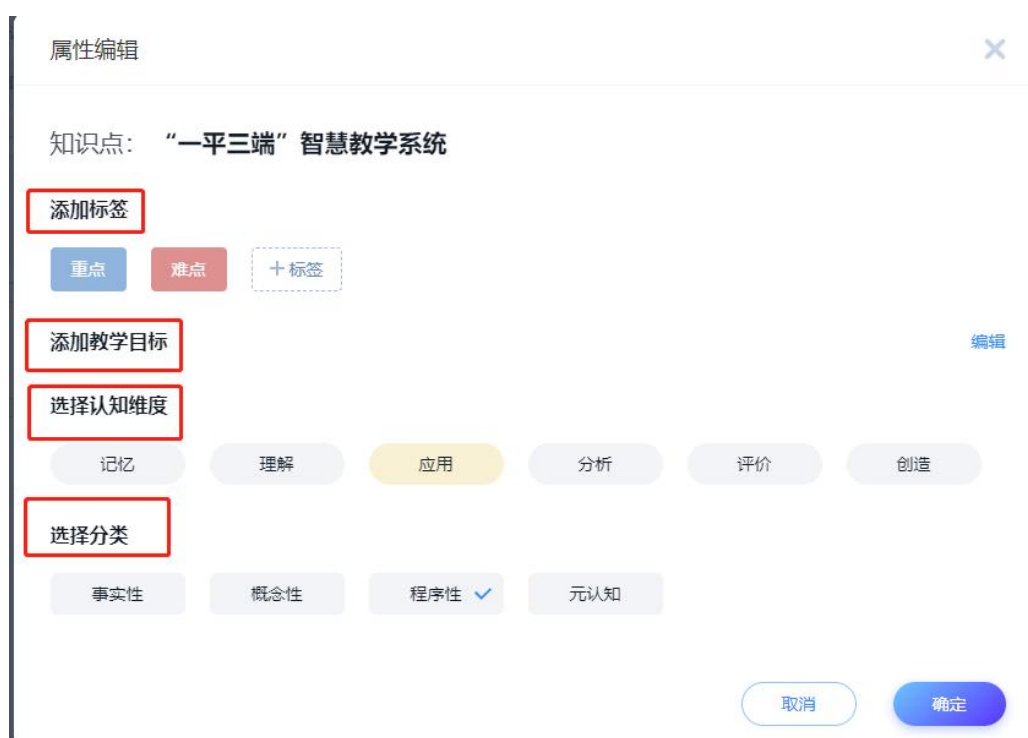 属性编辑
知识点： “一平三端”智慧教学系统
添加标签
重点 难点 +标签
添加教学目标 编辑
选择认知维度
记忆 理解 应用 分析 评价 创造
选择分类
事实性 概念性 程序性 元认知
取消 确定